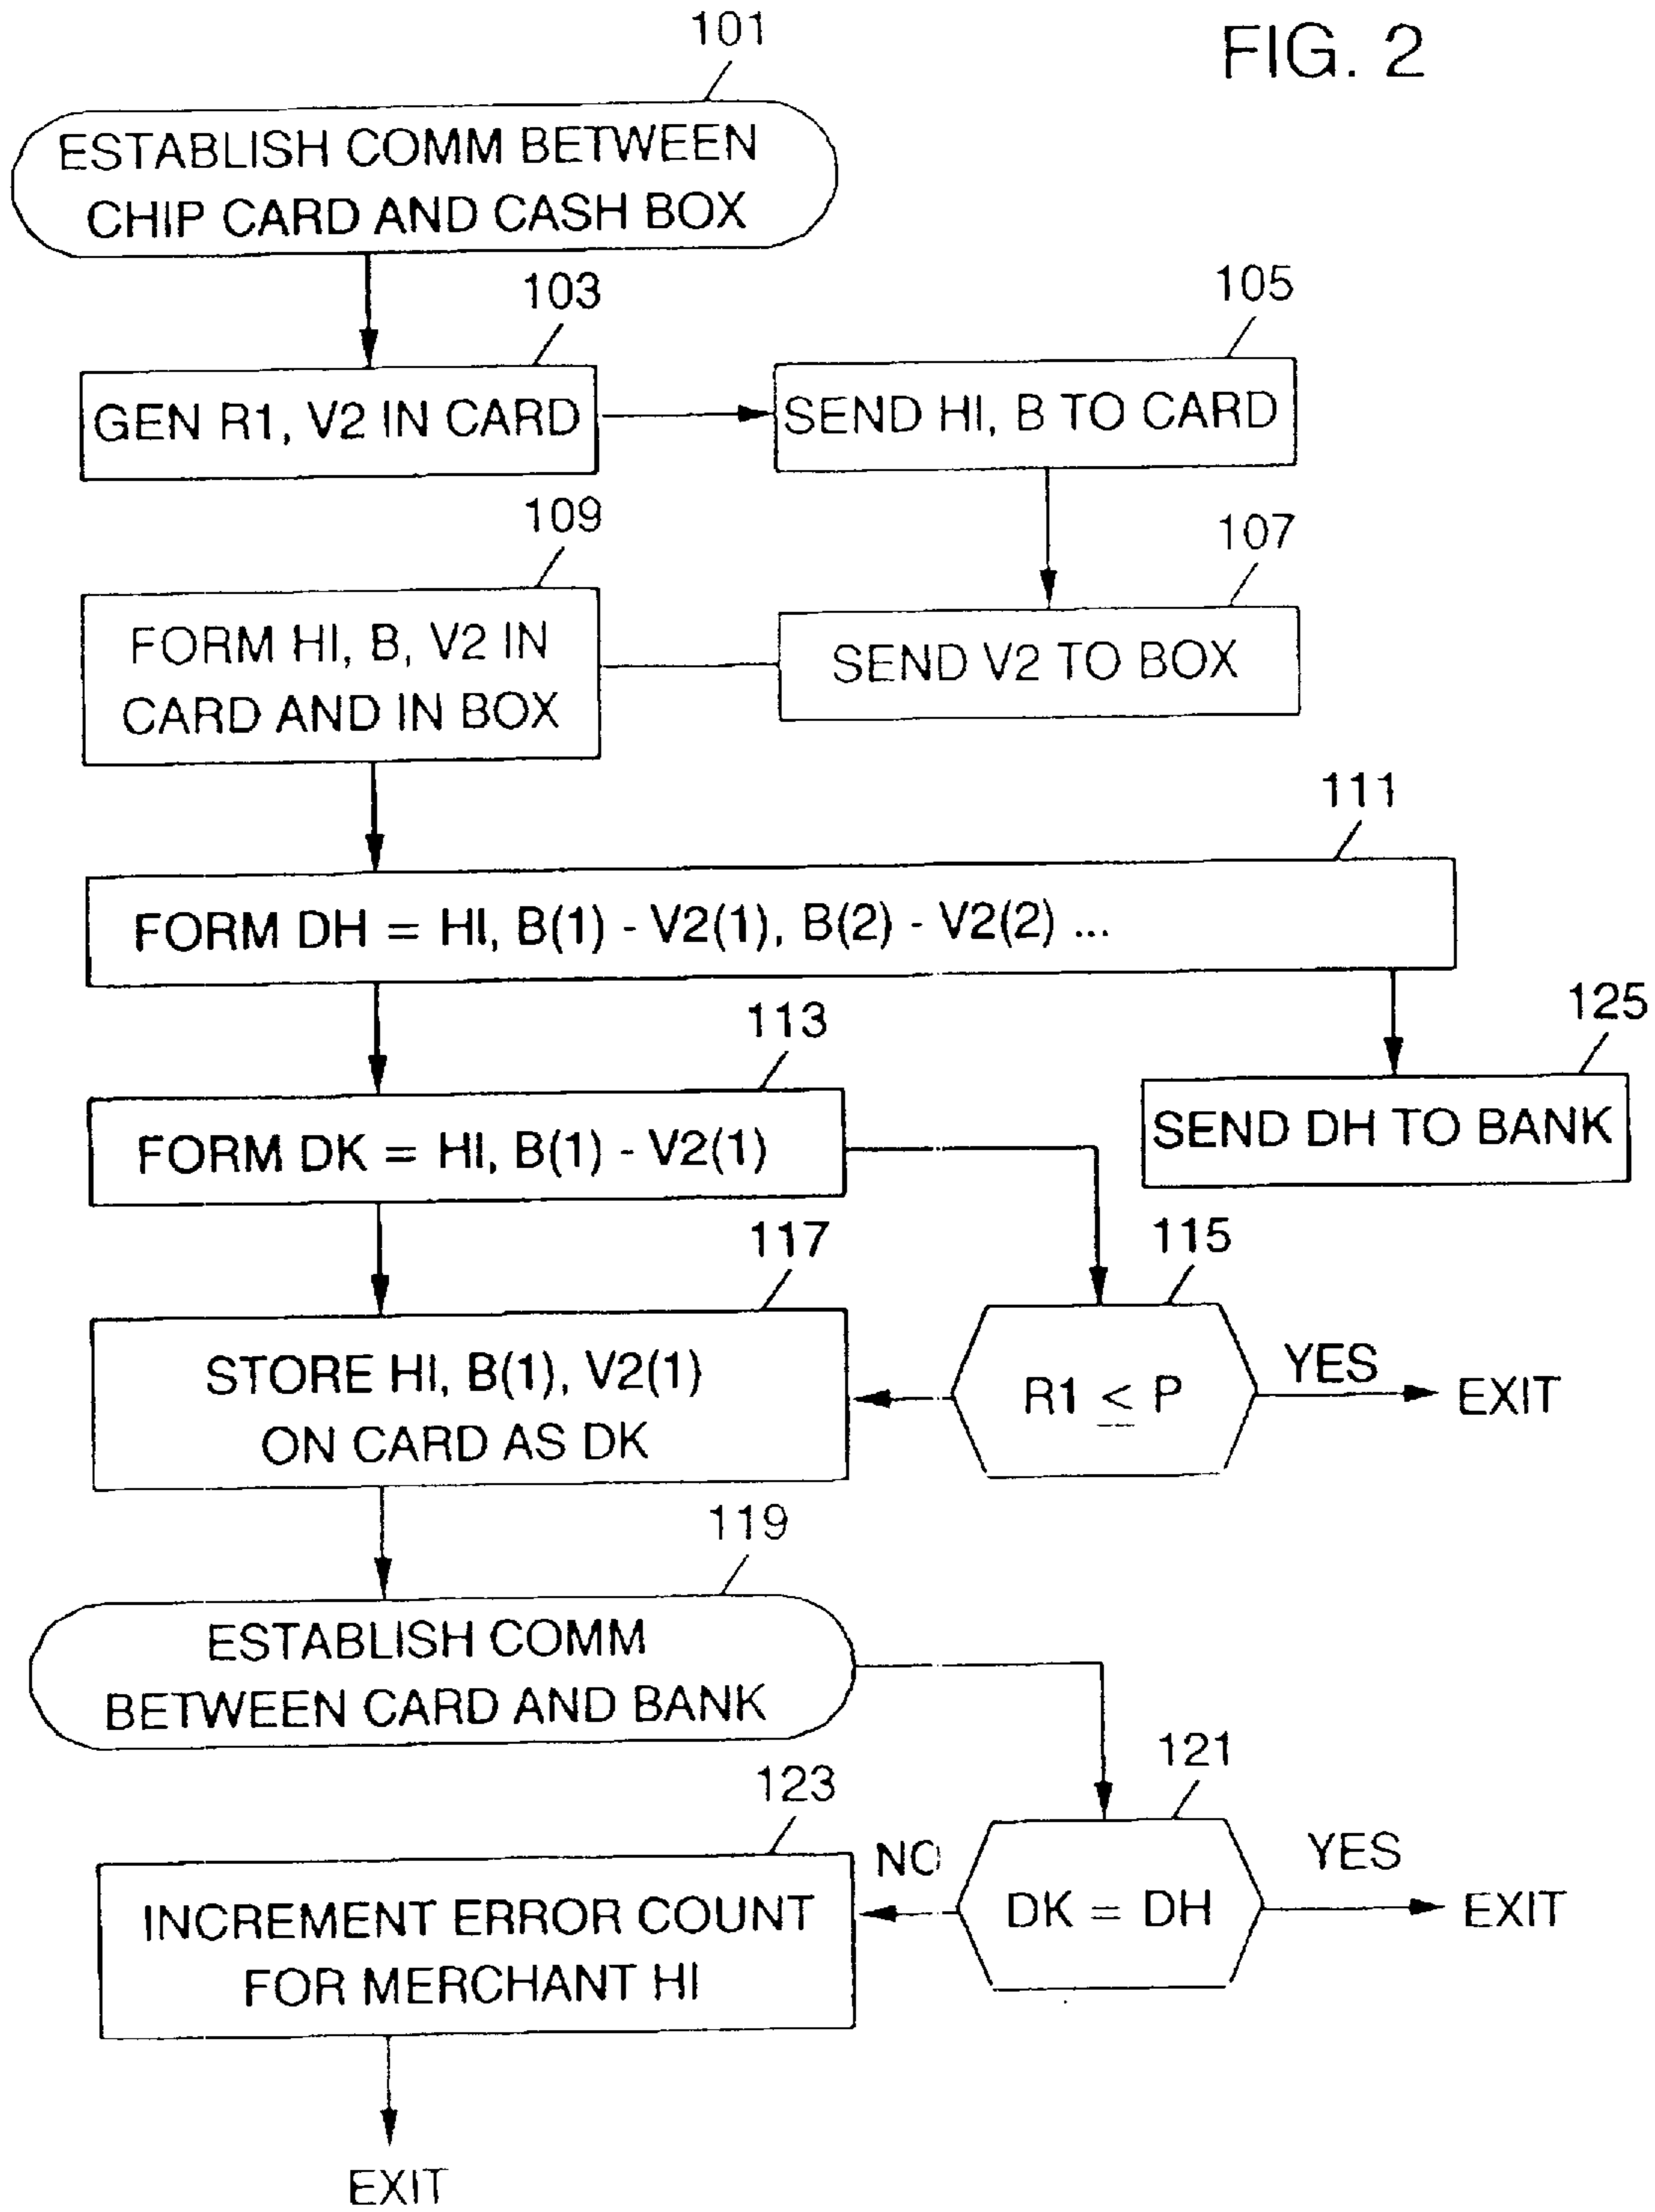 FIG. 2
101
ESTABLISH COMM BETWEEN
CHIP CARD AND CASH BOX
103
GEN R1, V2 IN CARD
105
SEND HI, B TO CARD
107
SEND V2 TO BOX
109
FORM HI, B, V2 IN
CARD AND IN BOX
111
FORM DH = HI, B(1) - V2(1), B(2) - V2(2) ...
125
SEND DH TO BANK
113
FORM DK = HI, B(1) - V2(1)
115
R1 ≤ P
YES
EXIT
117
STORE HI, B(1), V2(1)
ON CARD AS DK
119
ESTABLISH COMM
BETWEEN CARD AND BANK
121
DK = DH
YES
EXIT
NO
123
INCREMENT ERROR COUNT
FOR MERCHANT HI
EXIT